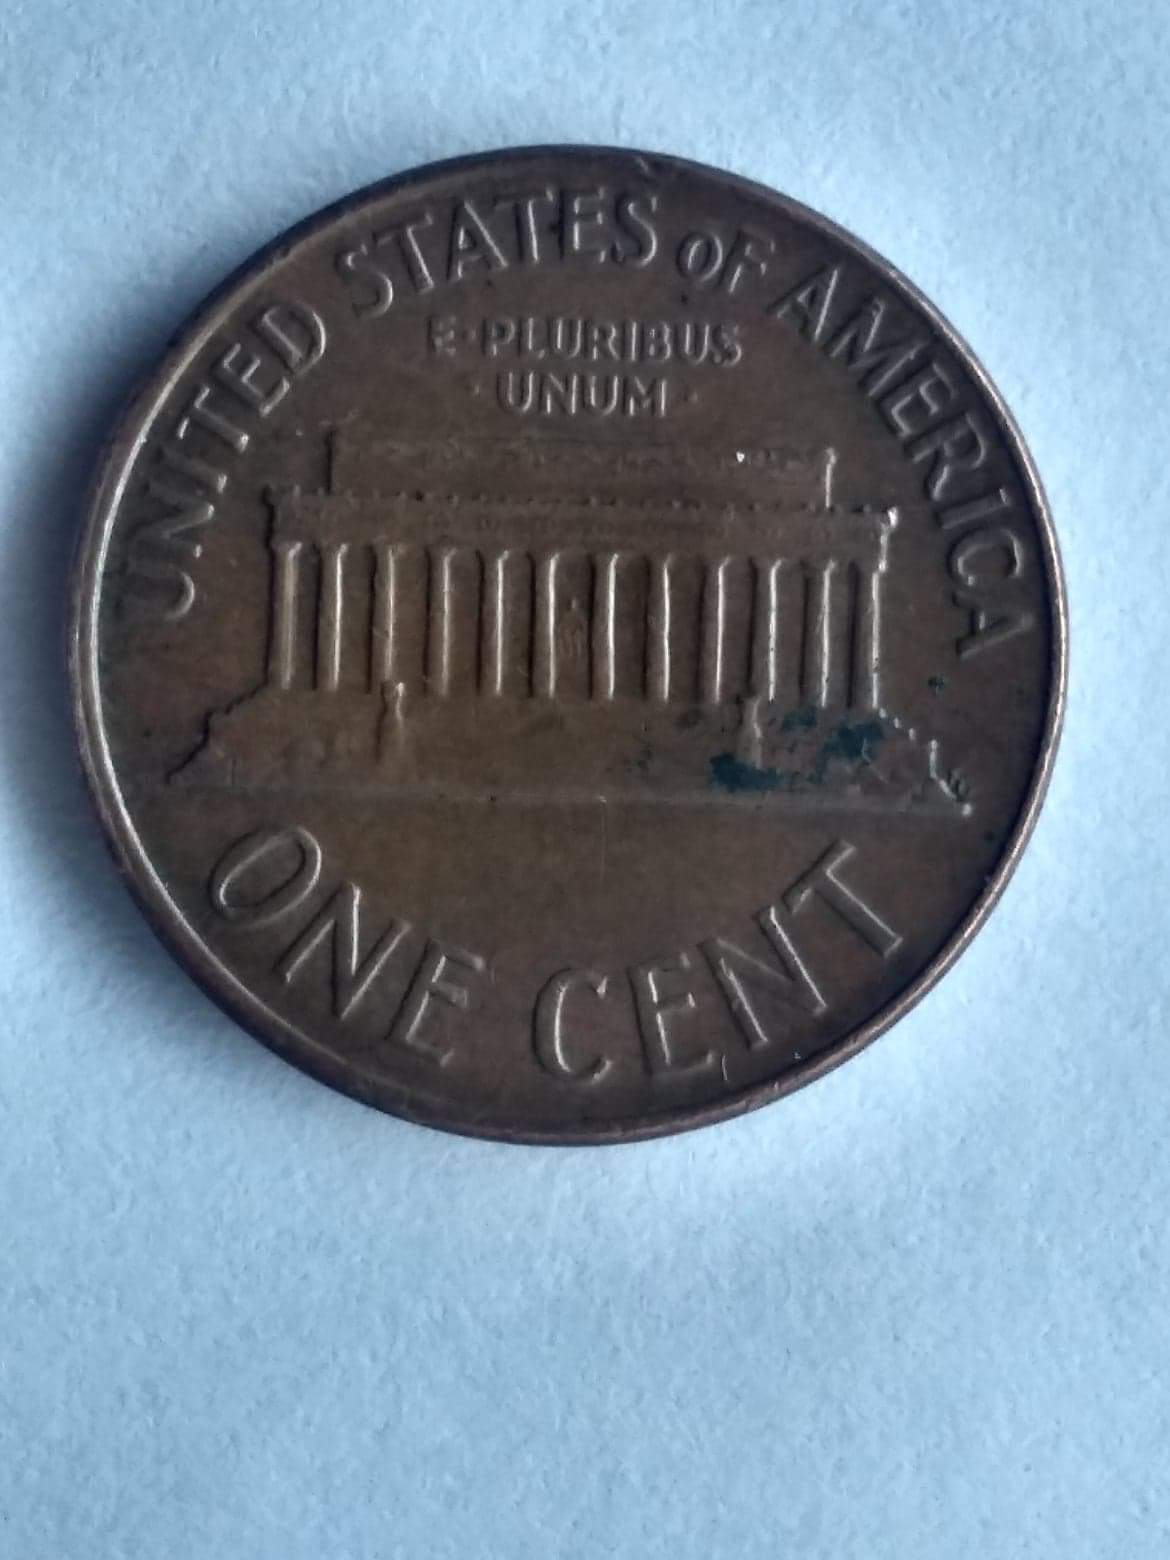 UNITED STATES OF AMERICA
E·PLURIBUS
·UNUM·
ONE CENT